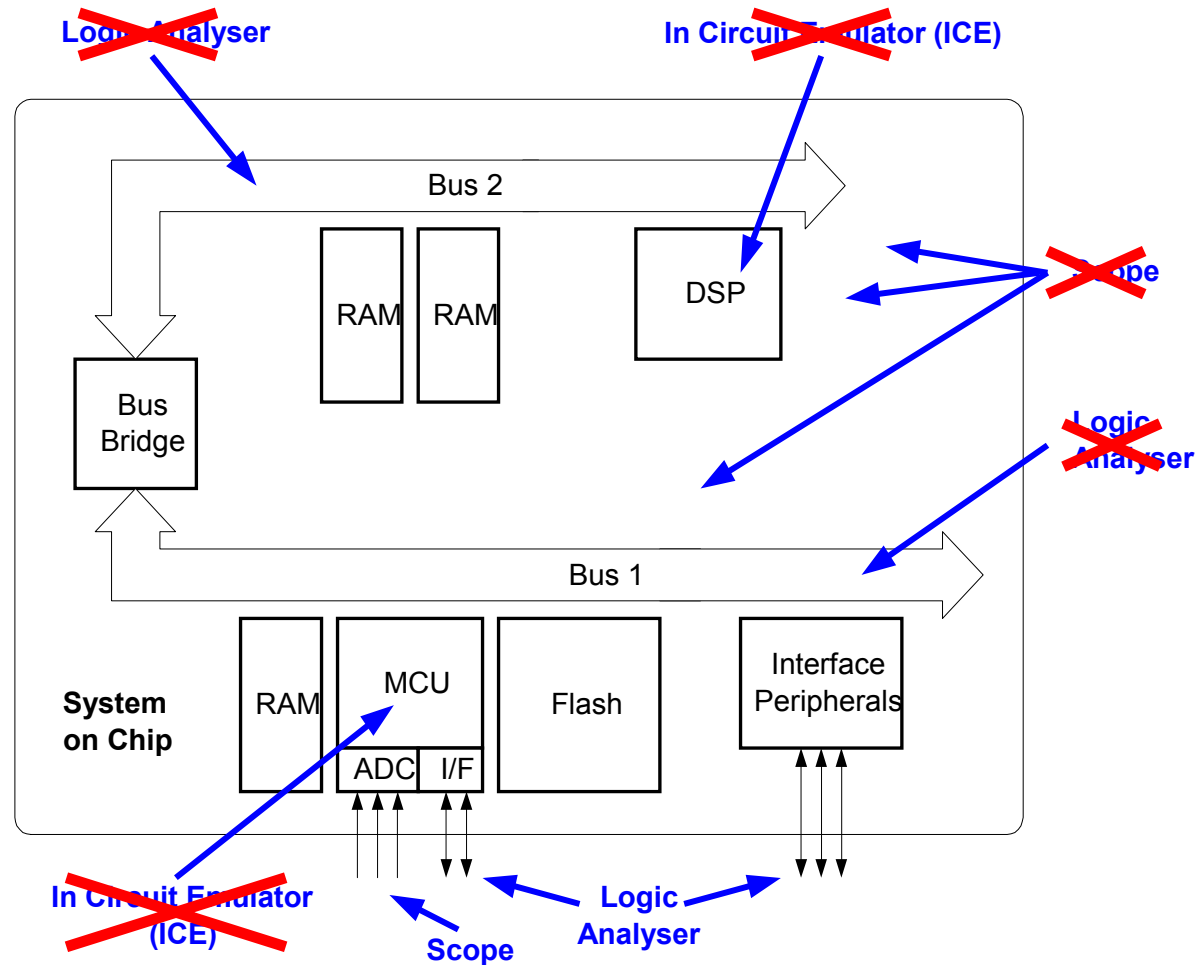 Logic Analyser
In Circuit Emulator (ICE)
Bus 2
RAM
RAM
DSP
Scope
Bus
Bridge
Logic
Analyser
Bus 1
System
on Chip
RAM
MCU
ADC
I/F
Flash
Interface
Peripherals
In Circuit Emulator
(ICE)
Scope
Logic
Analyser